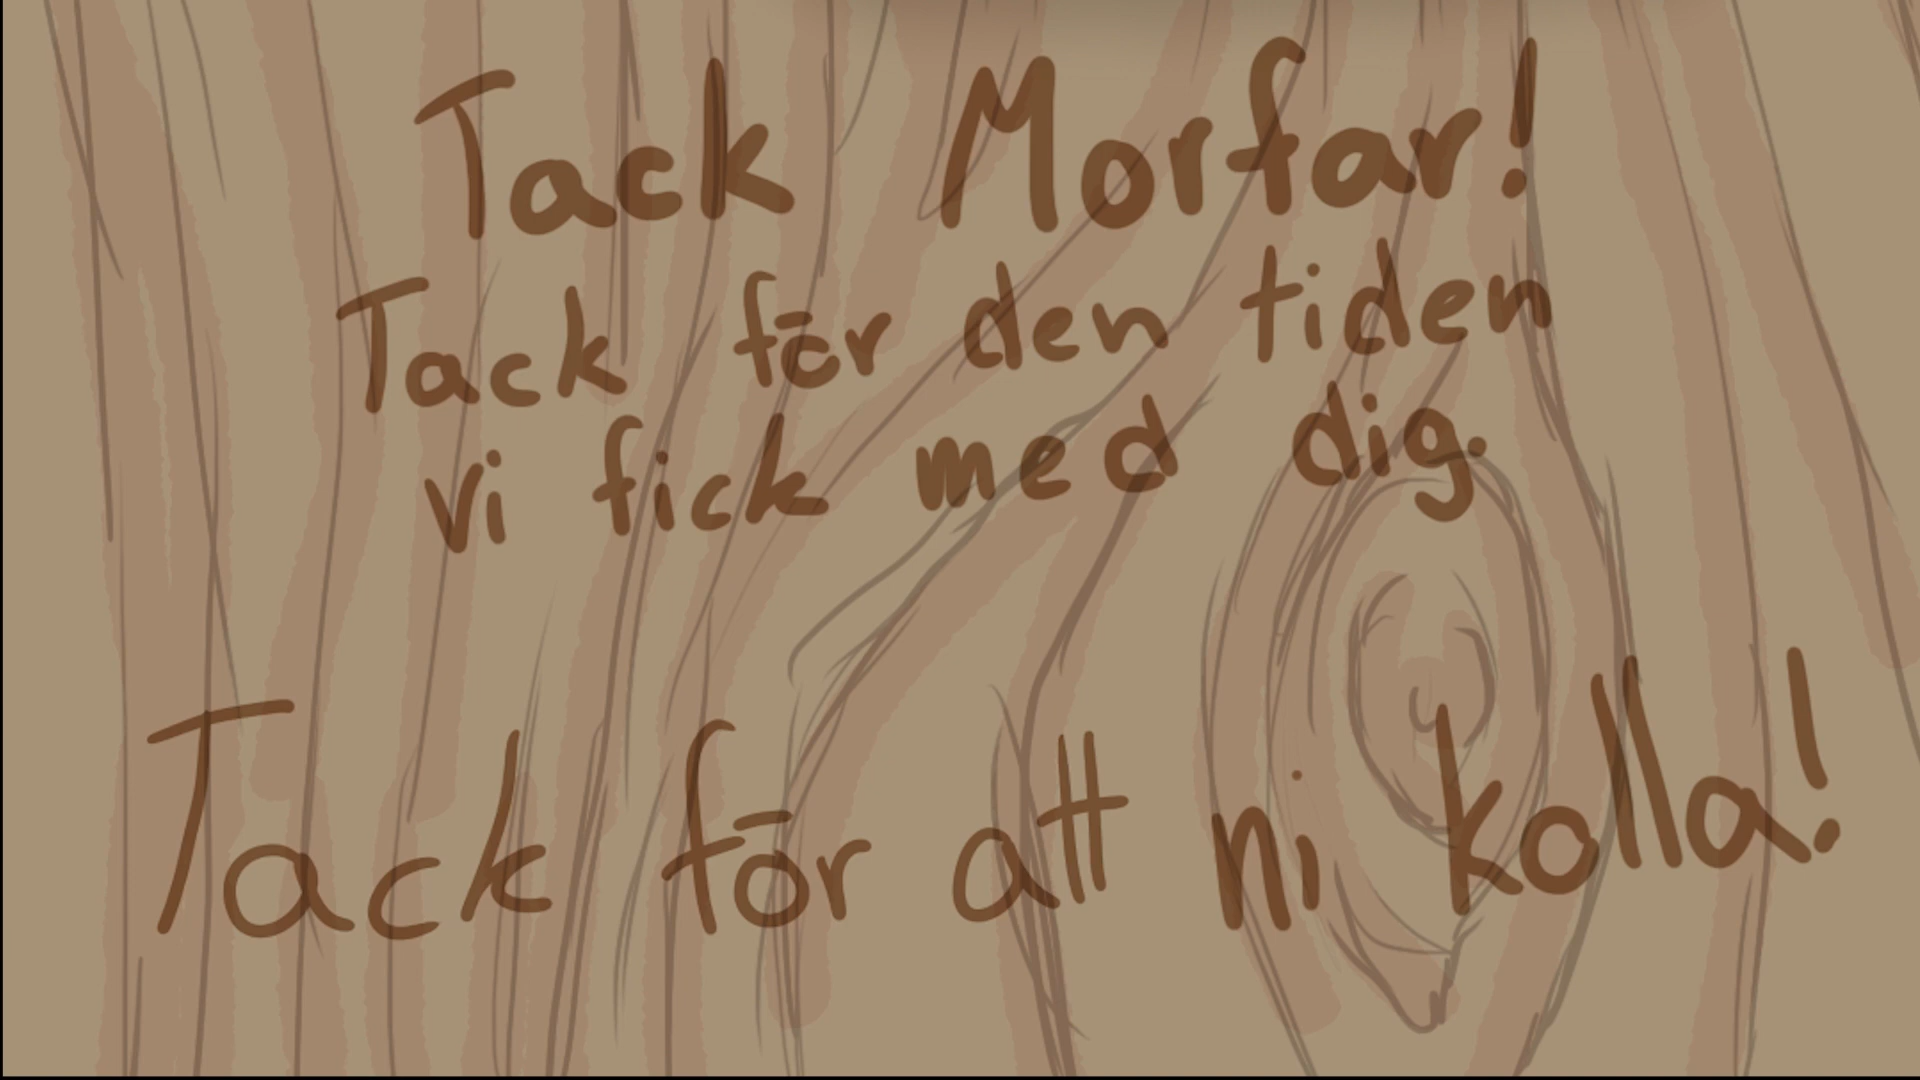 Tack Morfar!
Tack för den tiden
vi fick med dig.
Tack för att ni kolla!